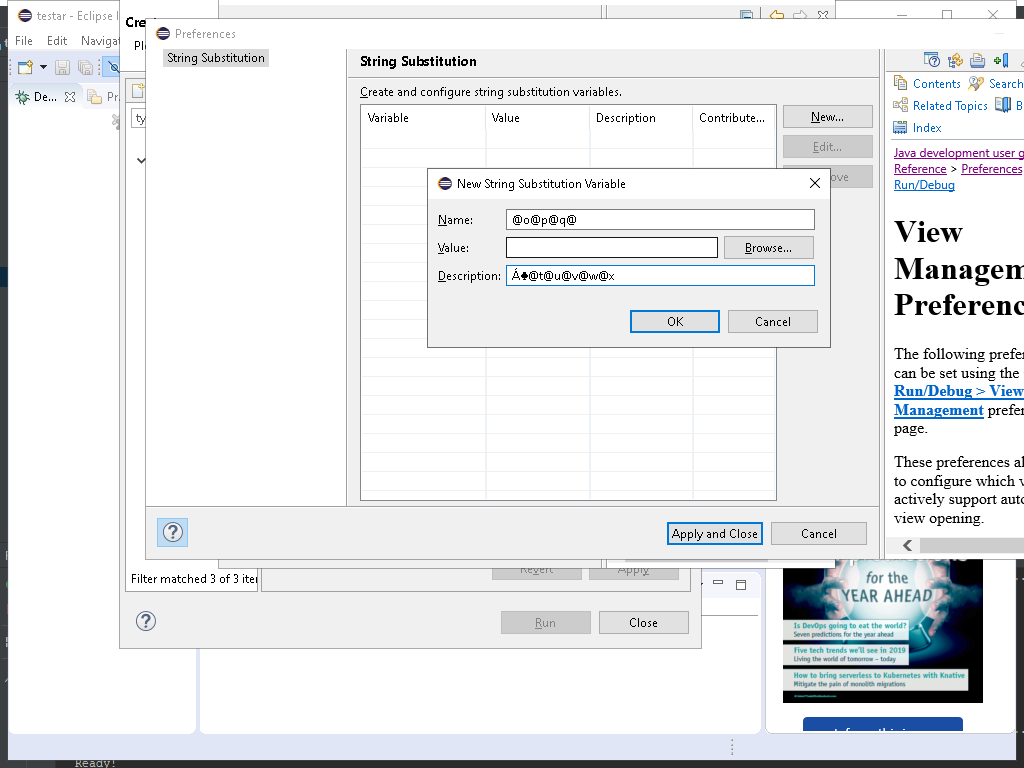 testar - Eclipse I
File Edit Navigat
De...
Pr
Cre
Pl
ty
Filter matched 3 of 3 iter
Revert
Apply
Run
Close
Preferences
String Substitution
String Substitution
Create and configure string substitution variables.
Variable Value Description Contribute...
New...
Edit...
ove
New String Substitution Variable
Name: @o@p@q@
Value:
Browse...
Description: Á♣@t@u@v@w@x
OK
Cancel
Apply and Close
Cancel
Contents Search
Related Topics B
Index
Java development user g
Reference > Preferences
Run/Debug
View
Managem
Preferenc
The following prefer
can be set using the
Run/Debug > View
Management prefer
page.
These preferences al
to configure which v
actively support auto
view opening.
for the
YEAR AHEAD
Is DevOps going to eat the world?
Seven predictions for the year ahead
Five tech trends we'll see in 2019
Living the world of tomorrow – today
How to bring serverless to Kubernetes with Knative
Mitigate the pain of monolith migrations
Ready!